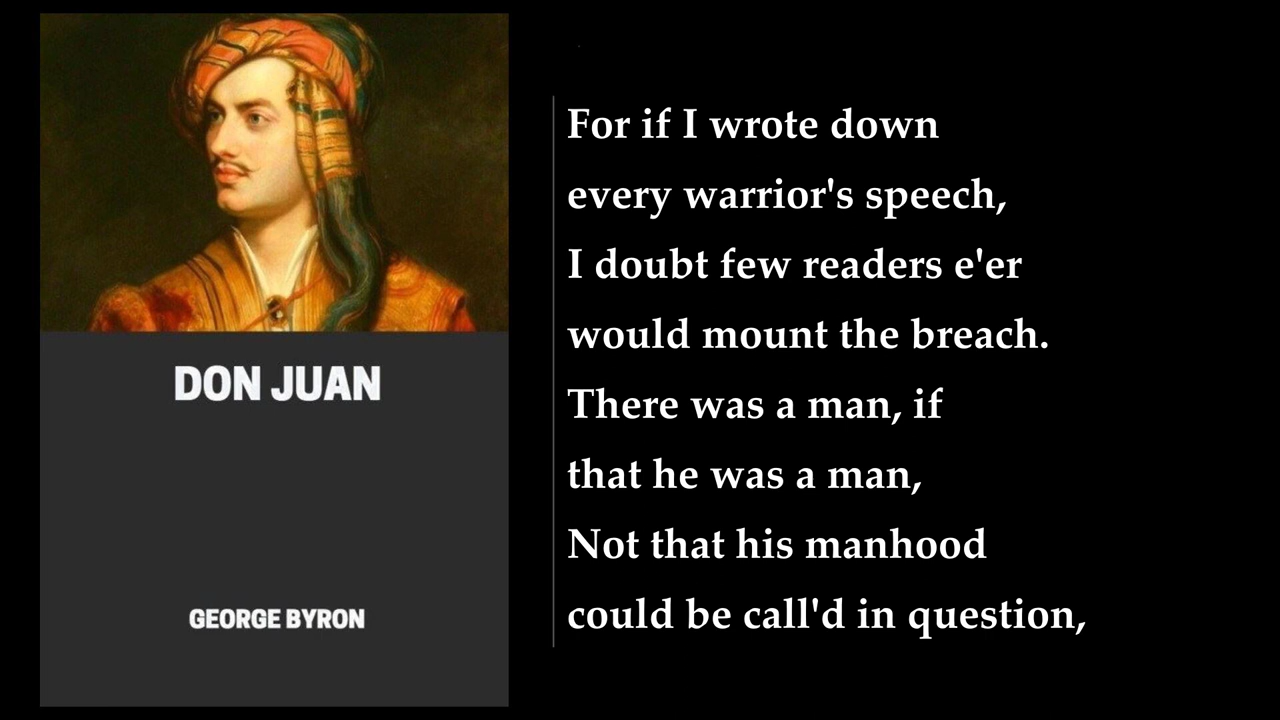 DON JUAN
GEORGE BYRON
For if I wrote down
every warrior's speech,
I doubt few readers e'er
would mount the breach.
There was a man, if
that he was a man,
Not that his manhood
could be call'd in question,